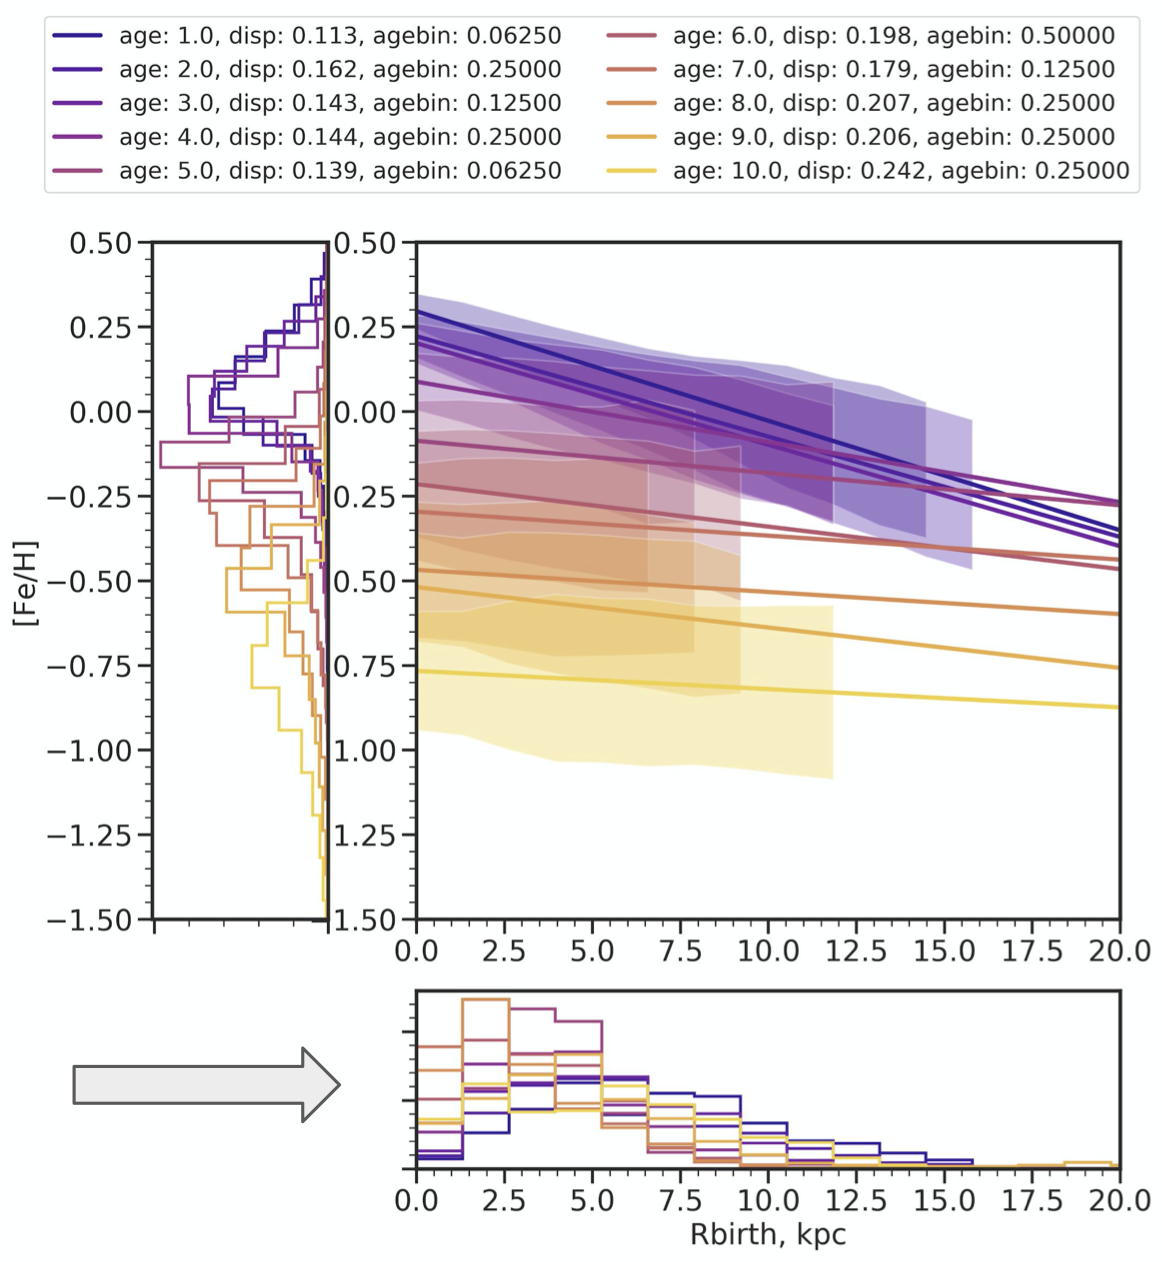 age: 1.0, disp: 0.113, agebin: 0.06250
age: 2.0, disp: 0.162, agebin: 0.25000
age: 3.0, disp: 0.143, agebin: 0.12500
age: 4.0, disp: 0.144, agebin: 0.25000
age: 5.0, disp: 0.139, agebin: 0.06250
age: 6.0, disp: 0.198, agebin: 0.50000
age: 7.0, disp: 0.179, agebin: 0.12500
age: 8.0, disp: 0.207, agebin: 0.25000
age: 9.0, disp: 0.206, agebin: 0.25000
age: 10.0, disp: 0.242, agebin: 0.25000
[Fe/H]
0.50
0.25
0.00
−0.25
−0.50
−0.75
−1.00
−1.25
−1.50
0.50
0.25
0.00
0.25
0.50
0.75
1.00
1.25
1.50
0.0 2.5 5.0 7.5 10.0 12.5 15.0 17.5 20.0
0.0 2.5 5.0 7.5 10.0 12.5 15.0 17.5 20.0
Rbirth, kpc